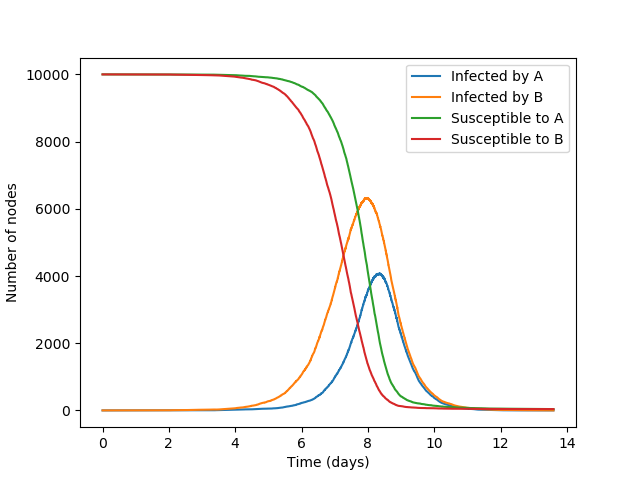 10000
8000
6000
4000
2000
0
Number of nodes
Infected by A
Infected by B
Susceptible to A
Susceptible to B
0 2 4 6 8 10 12 14
Time (days)